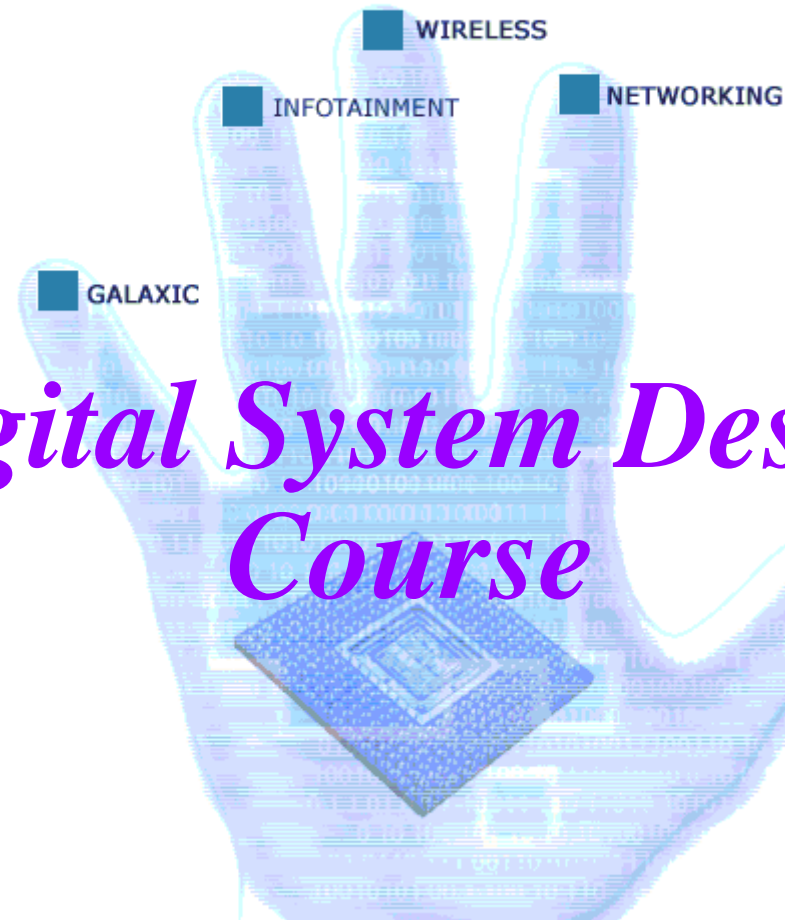 WIRELESS
INFOTAINMENT
NETWORKING
GALAXIC
gital System Des
Course